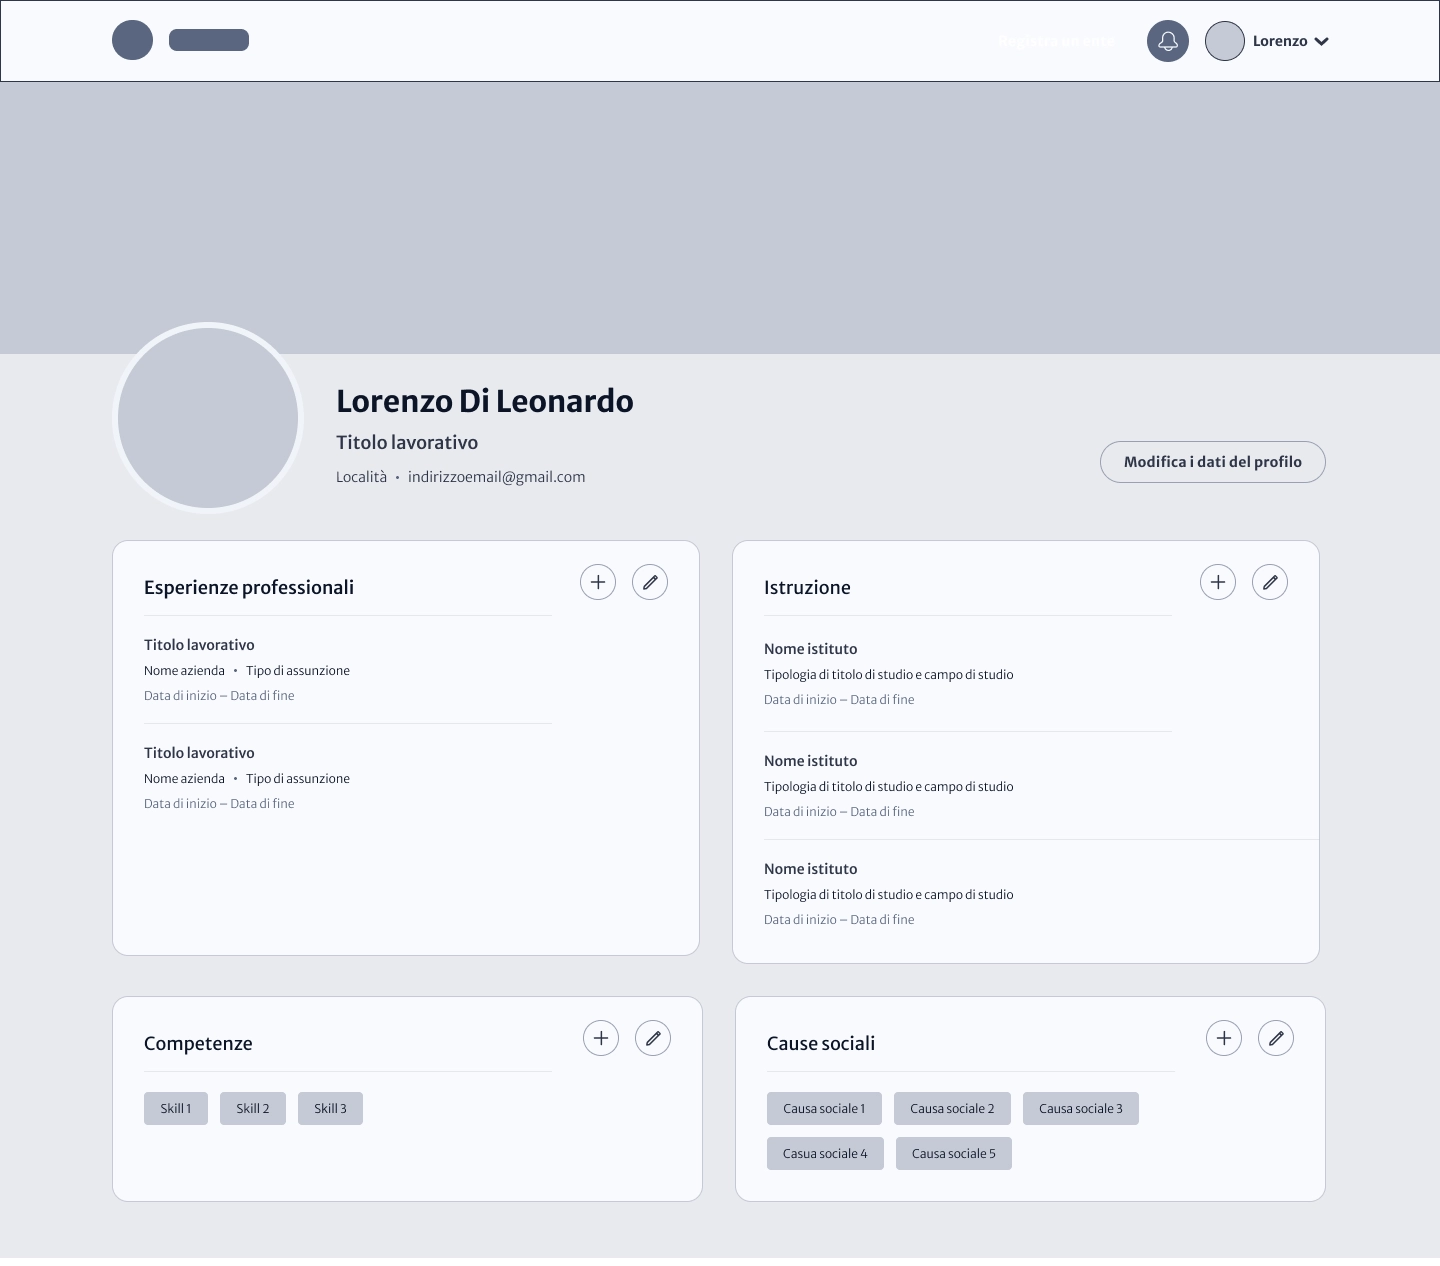 Lorenzo
Lorenzo Di Leonardo
Titolo lavorativo
Località • indirizzoemail@gmail.com
Modifica i dati del profilo
Esperienze professionali
Titolo lavorativo
Nome azienda • Tipo di assunzione
Data di inizio – Data di fine
Titolo lavorativo
Nome azienda • Tipo di assunzione
Data di inizio – Data di fine
Istruzione
Nome istituto
Tipologia di titolo di studio e campo di studio
Data di inizio – Data di fine
Nome istituto
Tipologia di titolo di studio e campo di studio
Data di inizio – Data di fine
Nome istituto
Tipologia di titolo di studio e campo di studio
Data di inizio – Data di fine
Competenze
Skill 1 Skill 2 Skill 3
Cause sociali
Causa sociale 1 Causa sociale 2 Causa sociale 3
Casua sociale 4 Causa sociale 5